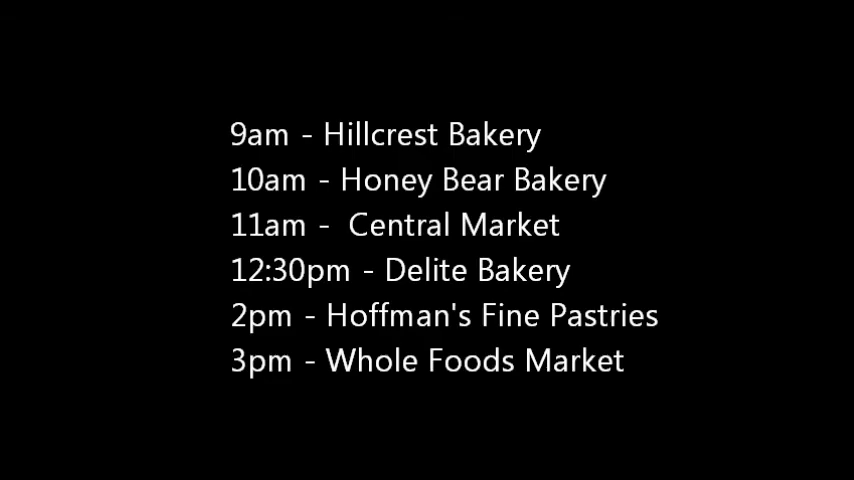 9am - Hillcrest Bakery
10am - Honey Bear Bakery
11am -  Central Market
12:30pm - Delite Bakery
2pm - Hoffman's Fine Pastries
3pm - Whole Foods Market